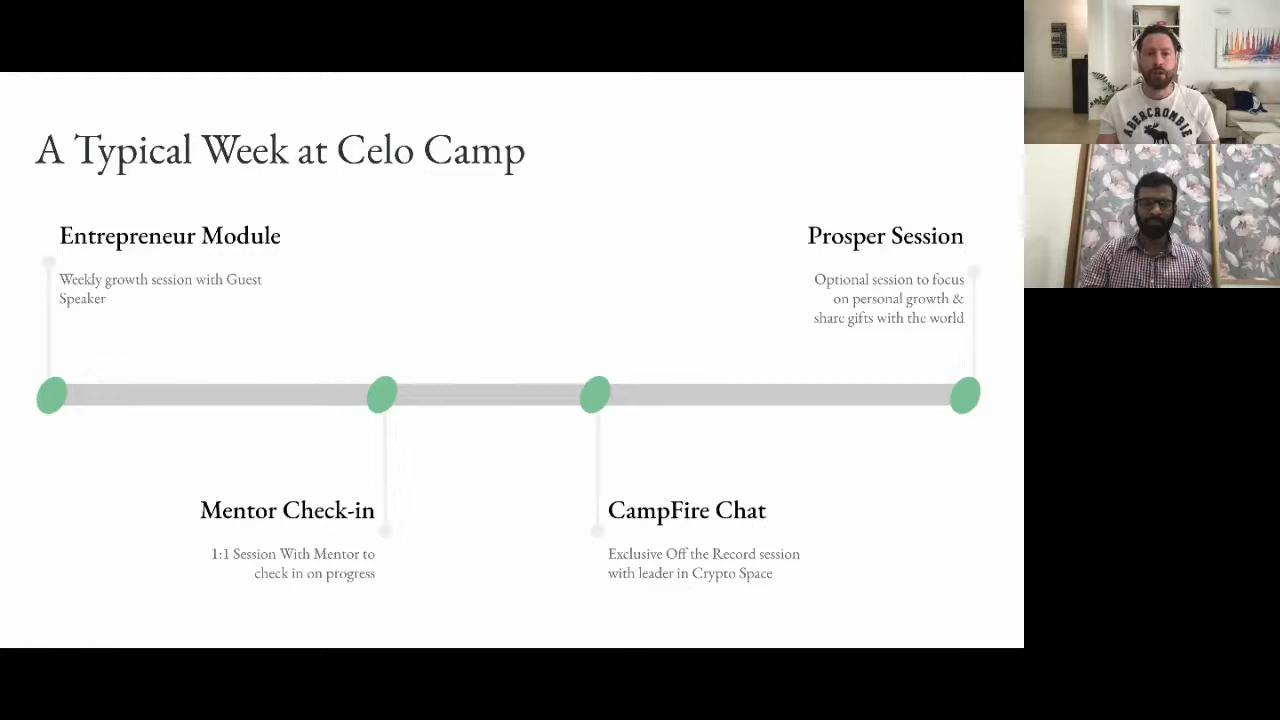 A Typical Week at Celo Camp
Entrepreneur Module
Weekly growth session with Guest
Speaker
Prosper Session
Optional session to focus
on personal growth &
share gifts with the world
Mentor Check-in
1:1 Session With Mentor to
check in on progress
CampFire Chat
Exclusive Off the Record session
with leader in Crypto Space
ABERCROMBIE